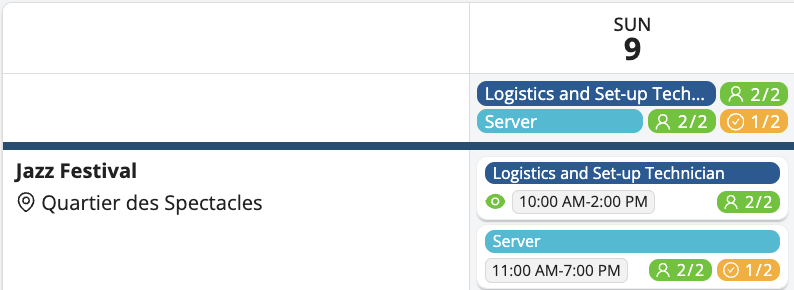 SUN
9
Logistics and Set-up Tech... 2/2
Server 2/2 1/2
Jazz Festival
Quartier des Spectacles
Logistics and Set-up Technician
10:00 AM-2:00 PM 2/2
Server
11:00 AM-7:00 PM 2/2 1/2